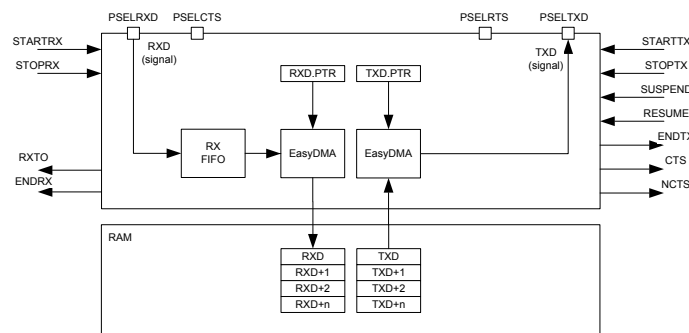 PSELRXD
PSELCTS
PSELRTS
PSELTXD
STARTRX
STOPRX
RXD
(signal)
TXD
(signal)
STARTTX
STOPTX
SUSPEND
RESUME
RXD.PTR
TXD.PTR
RX
FIFO
EasyDMA
EasyDMA
RXTO
ENDRX
ENDTX
CTS
NCTS
RAM
RXD
RXD+1
RXD+2
RXD+n
TXD
TXD+1
TXD+2
TXD+n